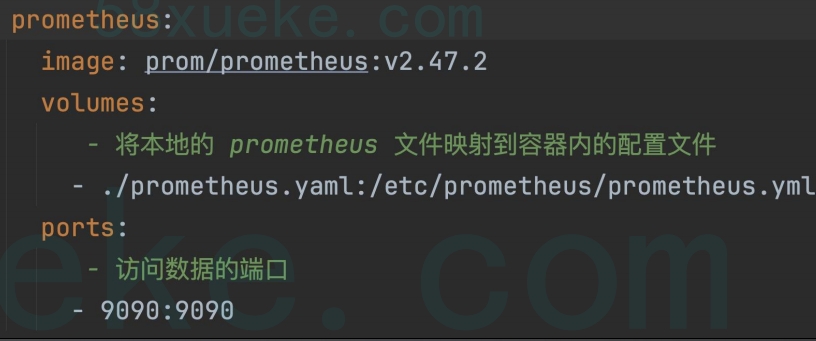 68xueke.com
prometheus:
image: prom/prometheus:v2.47.2
volumes:
- 将本地的 prometheus 文件映射到容器内的配置文件
- ./prometheus.yaml:/etc/prometheus/prometheus.yml
ports:
- 访问数据的端口
- 9090:9090
eke.com